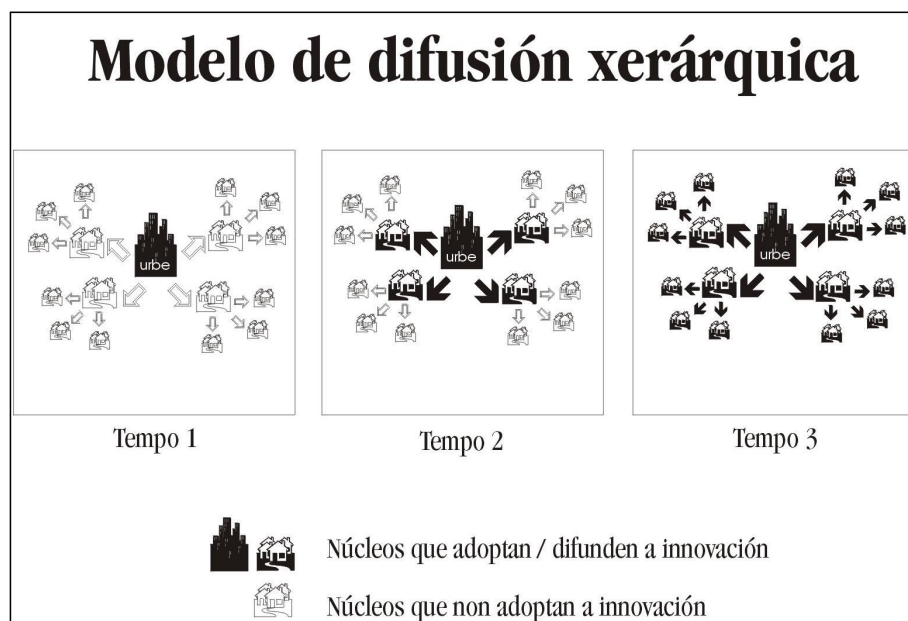 Modelo de difusión xerárquica
urbe
urbe
urbe
Tempo 1
Tempo 2
Tempo 3
Núcleos que adoptan / difunden a innovación
Núcleos que non adoptan a innovación